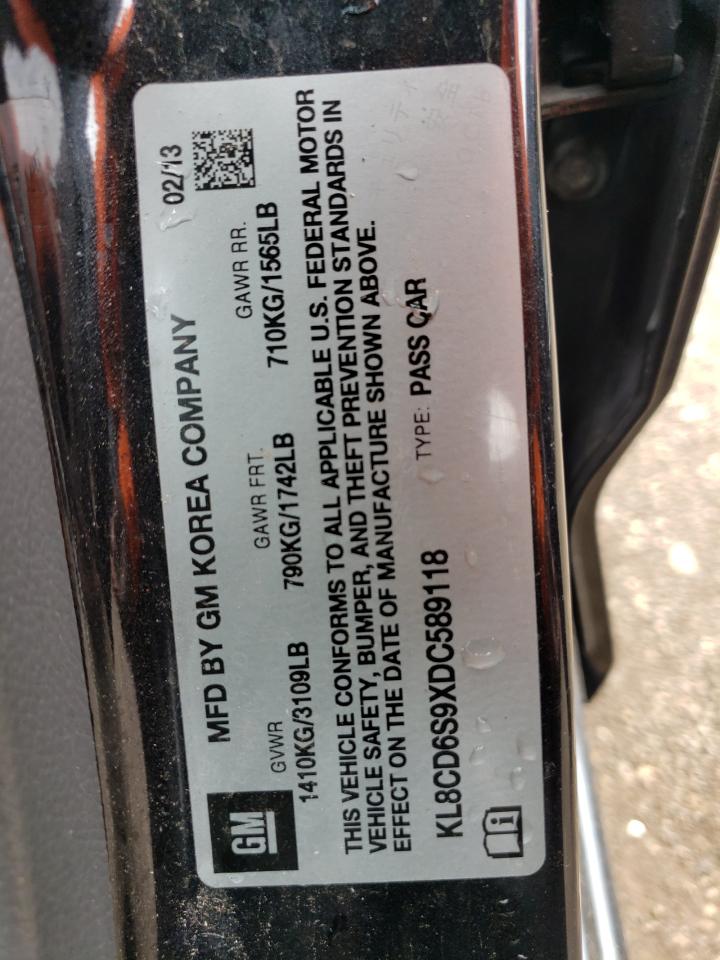 GM
MFD BY GM KOREA COMPANY 02/13
GVWR GAWR FRT. GAWR RR.
1410KG/3109LB 790KG/1742LB 710KG/1565LB
THIS VEHICLE CONFORMS TO ALL APPLICABLE U.S. FEDERAL MOTOR
VEHICLE SAFETY, BUMPER, AND THEFT PREVENTION STANDARDS IN
EFFECT ON THE DATE OF MANUFACTURE SHOWN ABOVE.
KL8CD6S9XDC589118 TYPE: PASS CAR